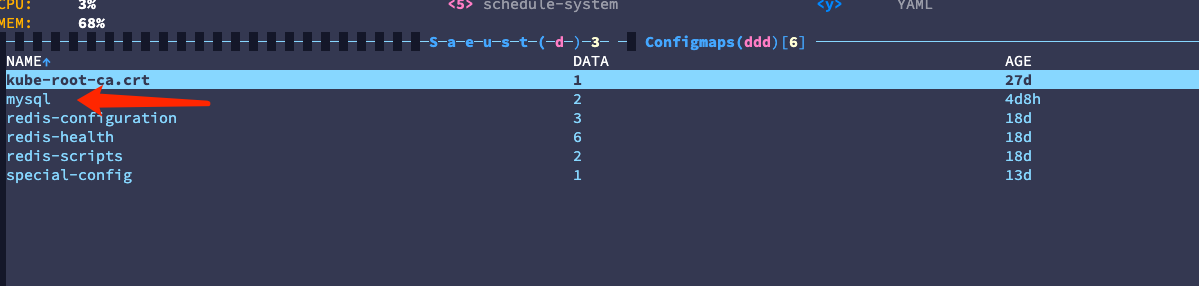 CPU: 3% <5> schedule-system <y> YAML
MEM: 68%
S a e u s t ( d ) 3 Configmaps(ddd)[6]
NAME↑ DATA AGE
kube-root-ca.crt 1 27d
mysql 2 4d8h
redis-configuration 3 18d
redis-health 6 18d
redis-scripts 2 18d
special-config 1 13d